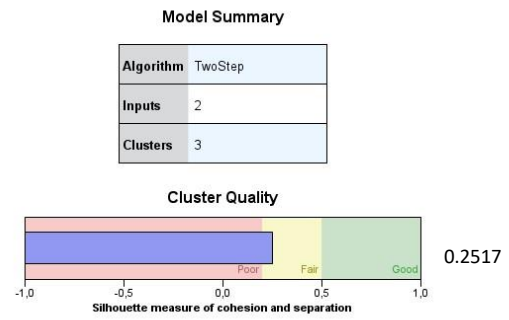 Model Summary
Algorithm TwoStep
Inputs 2
Clusters 3
Cluster Quality
Poor Fair Good
0.2517
-1,0 -0,5 0,0 0,5 1,0
Silhouette measure of cohesion and separation